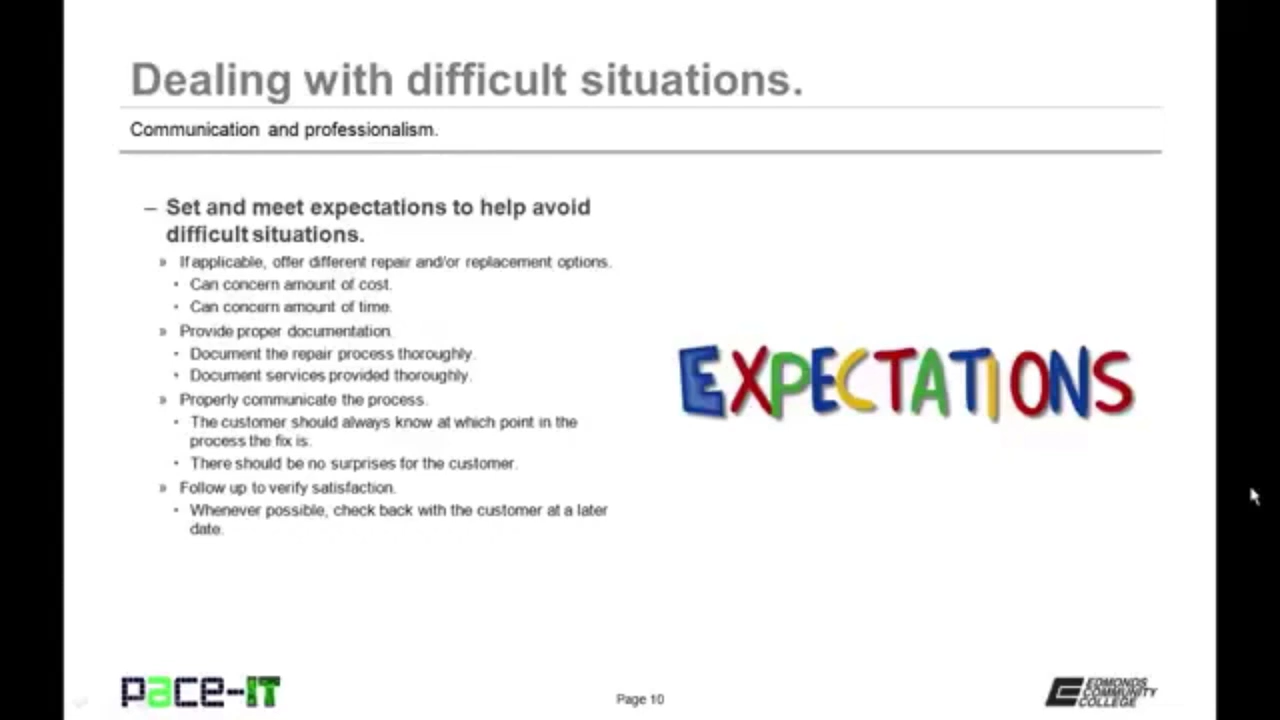 Dealing with difficult situations.
Communication and professionalism.
– Set and meet expectations to help avoid
difficult situations.
» If applicable, offer different repair and/or replacement options.
• Can concern amount of cost.
• Can concern amount of time.
» Provide proper documentation.
• Document the repair process thoroughly.
• Document services provided thoroughly.
» Properly communicate the process.
• The customer should always know at which point in the
process the fix is.
• There should be no surprises for the customer.
» Follow up to verify satisfaction.
• Whenever possible, check back with the customer at a later
date.
EXPECTATIONS
pace-IT
Page 10
EDMONDS
COMMUNITY
COLLEGE